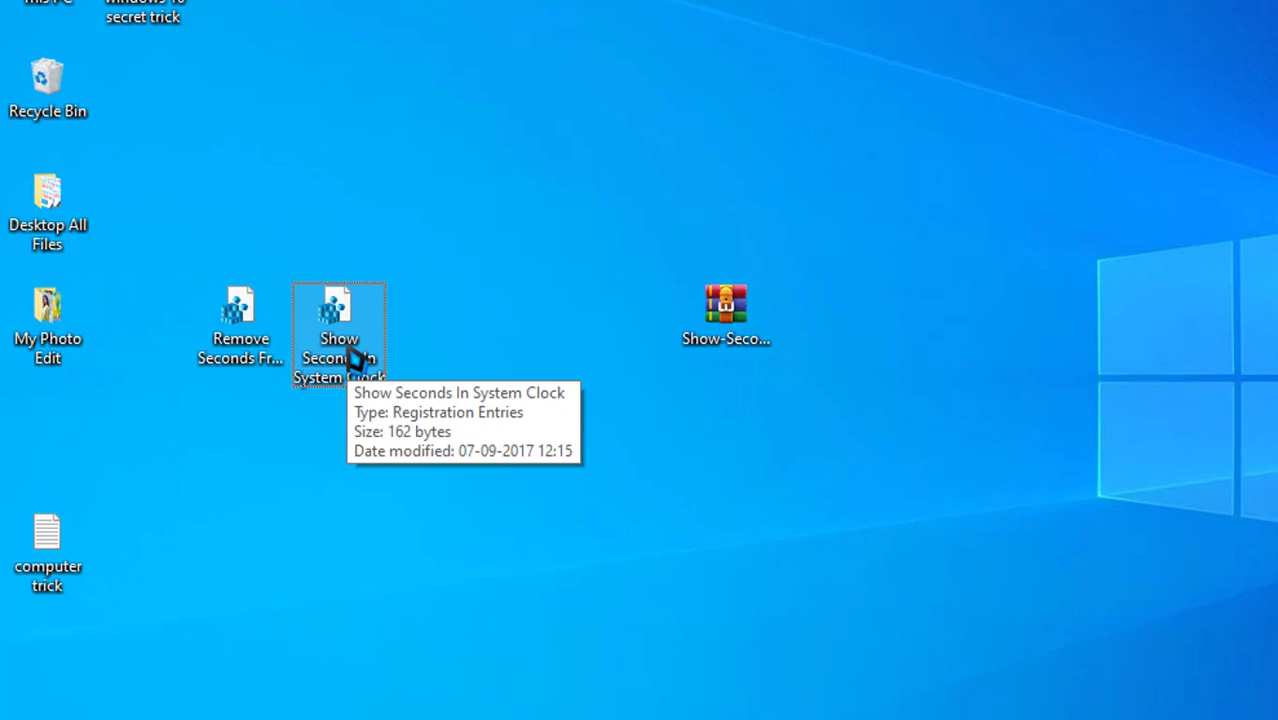 windows 10
secret trick
Recycle Bin
Desktop All
Files
My Photo
Edit
Remove
Seconds Fr...
Show
Seconds In
System Clock
Show-Seco...
Show Seconds In System Clock
Type: Registration Entries
Size: 162 bytes
Date modified: 07-09-2017 12:15
computer
trick